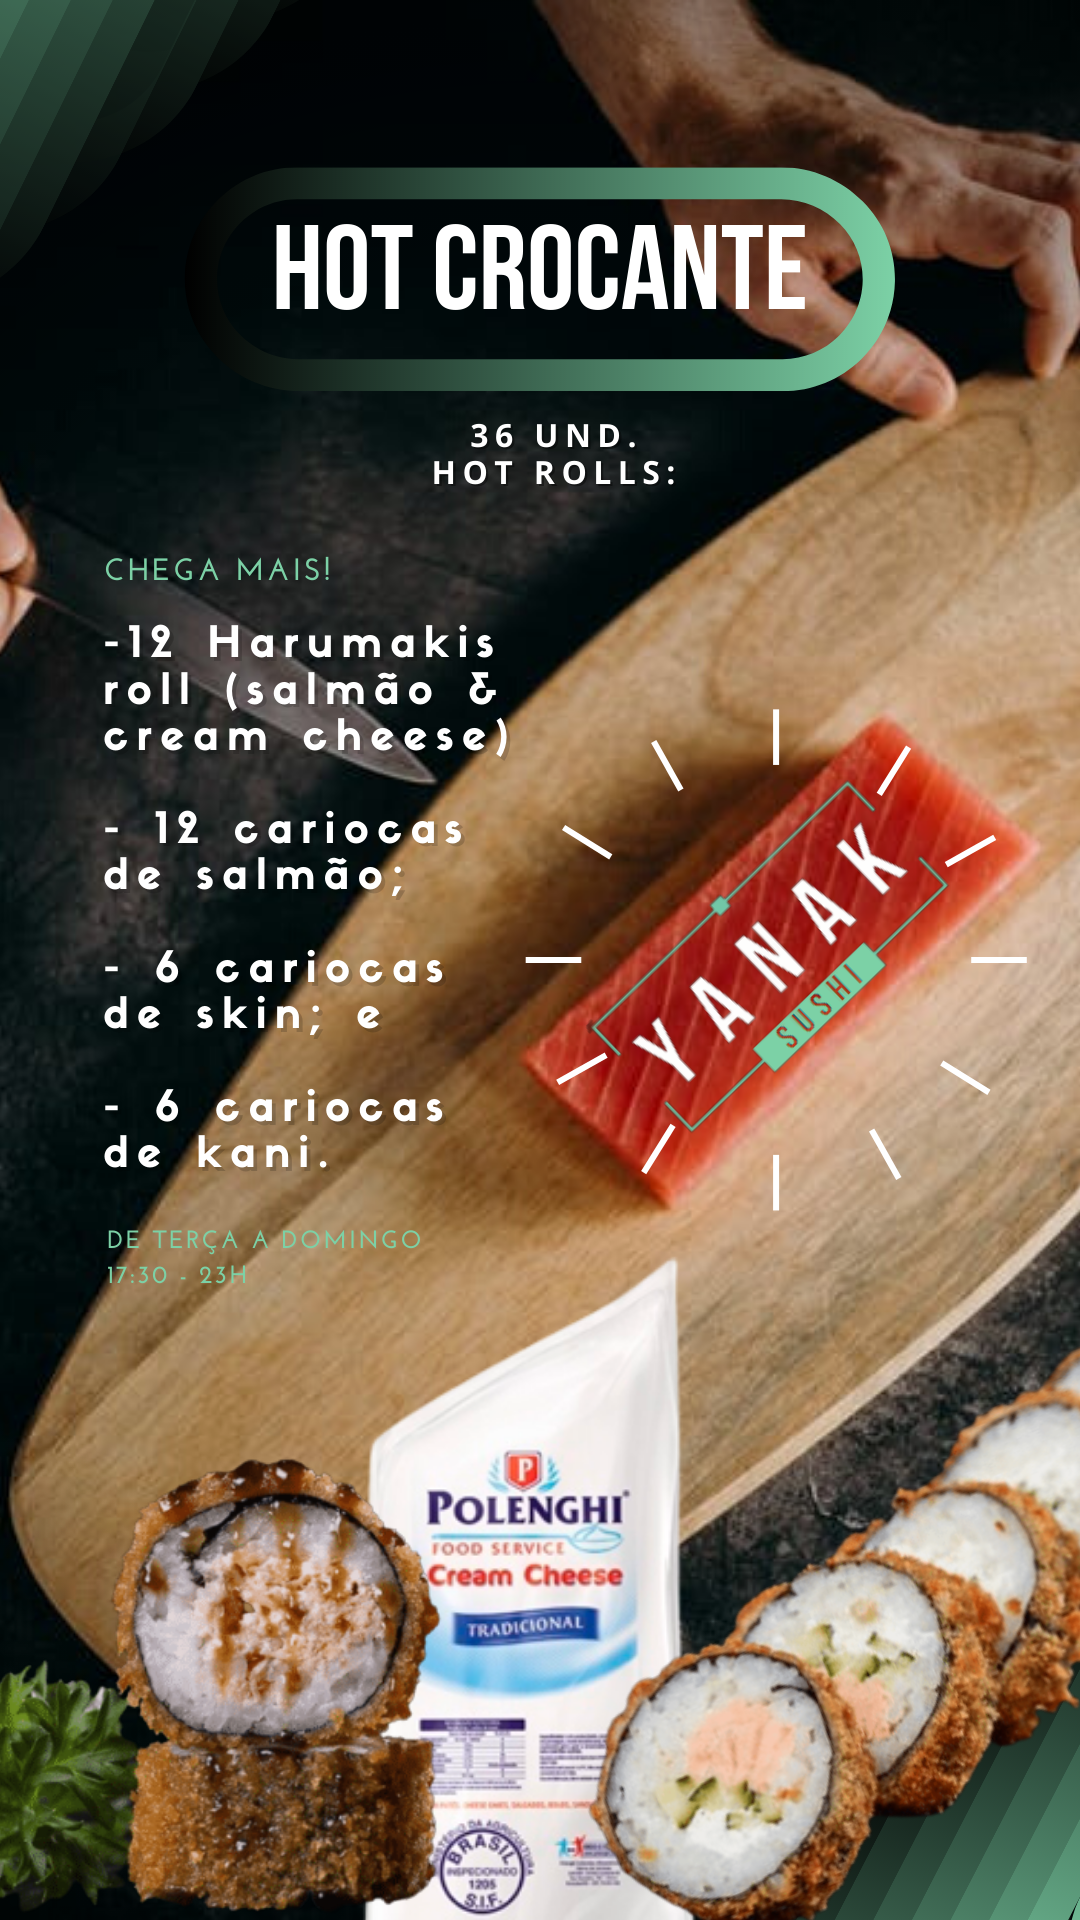 HOT CROCANTE
36 UND.
HOT ROLLS:
CHEGA MAIS!
-12 Harumakis
roll (salmão &
cream cheese)
- 12 cariocas
de salmão;
- 6 cariocas
de skin; e
- 6 cariocas
de kani.
YANAK
SUSHI
DE TERÇA A DOMINGO
17:30 - 23H
P
POLENGHI
FOOD SERVICE
Cream Cheese
TRADICIONAL
DA AGRICULTURA
BRASIL
INSPECIONADO
1205
S.I.F.